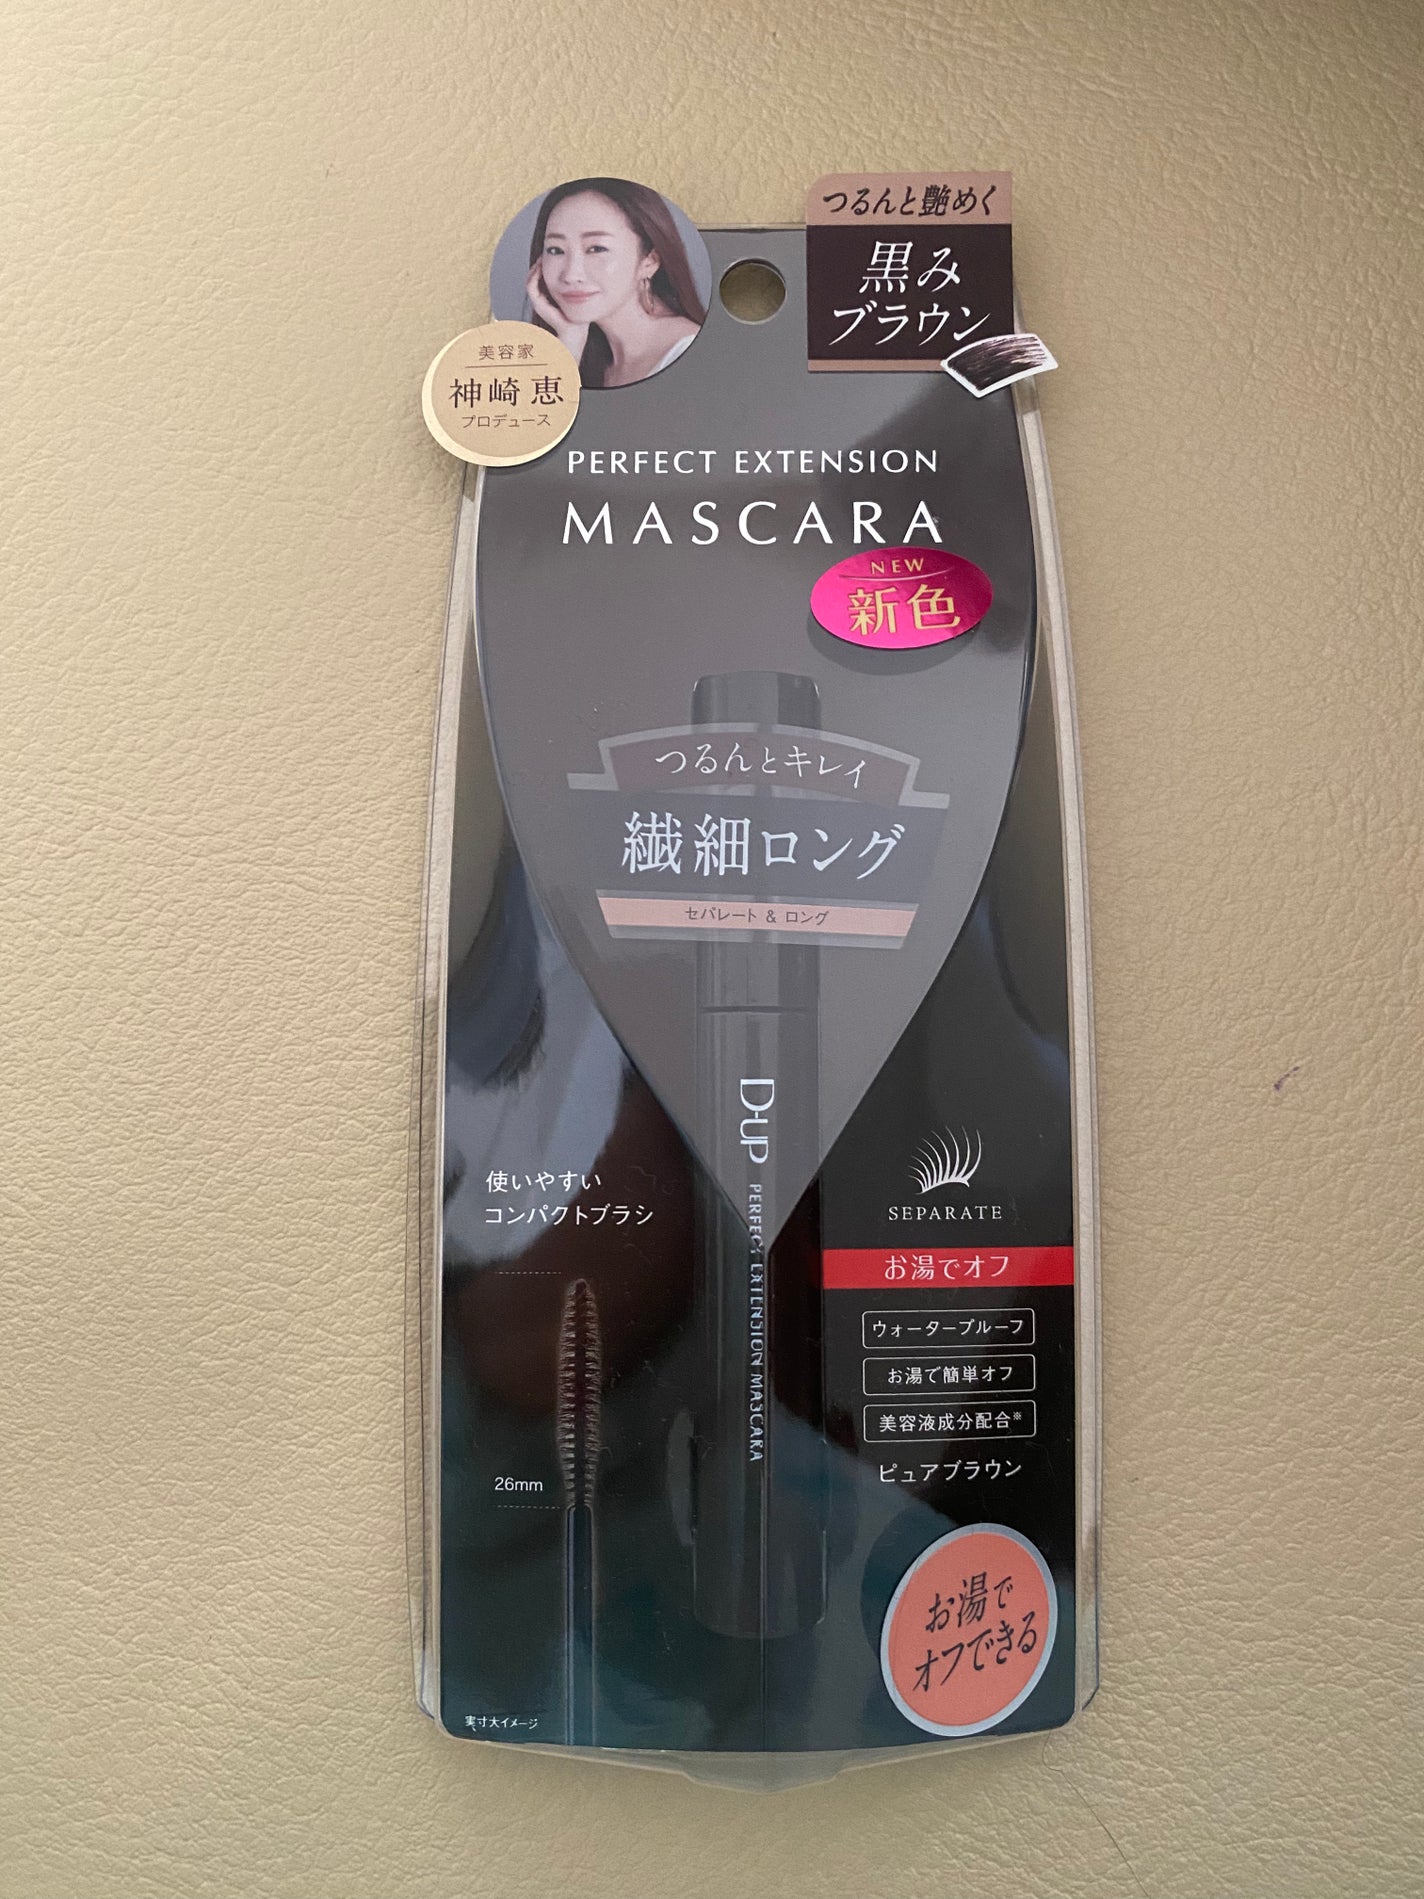 美容家
神崎 恵
プロデュース
つるんと艶めく
黒み
ブラウン
PERFECT EXTENSION
MASCARA
NEW
新色
つるんとキレイ
繊細ロング
セパレート & ロング
D-UP
PERFECT EXTENSION MASCARA
使いやすい
コンパクトブラシ
26mm
実寸大イメージ
SEPARATE
お湯でオフ
ウォータープルーフ
お湯で簡単オフ
美容液成分配合※
ピュアブラウン
お湯で
オフできる